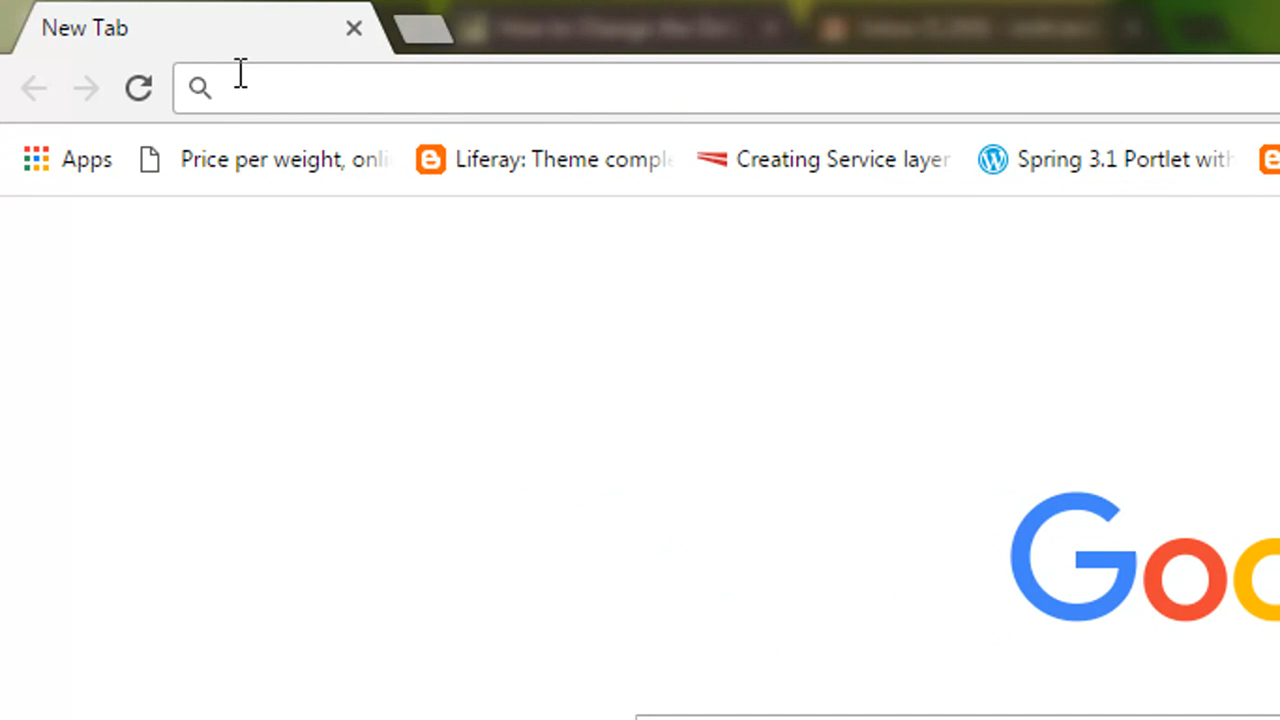 New Tab
Apps
Price per weight, onli
Liferay: Theme comple
Creating Service layer
Spring 3.1 Portlet with
Goo